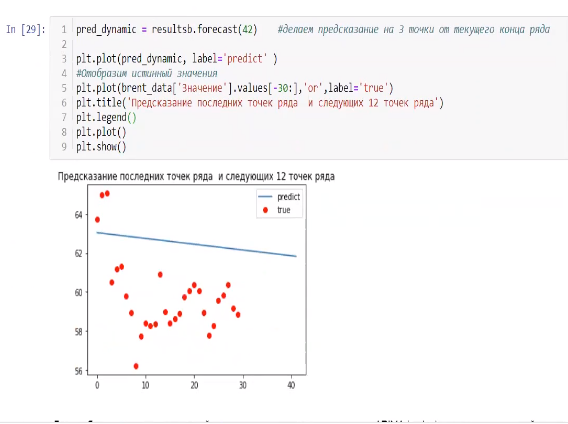 In [29]:
1 pred_dynamic = resultsb.forecast(42) #делаем предсказание на 3 точки от текущего конца ряда
2
3 plt.plot(pred_dynamic, label='predict' )
4 #Отобразим истинный значения
5 plt.plot(brent_data['Значение'].values[-30:],'or',label='true')
6 plt.title('Предсказание последних точек ряда  и следующих 12 точек ряда')
7 plt.legend()
8 plt.plot()
9 plt.show()
Предсказание последних точек ряда  и следующих 12 точек ряда
predict
true
64
62
60
58
56
0 10 20 30 40